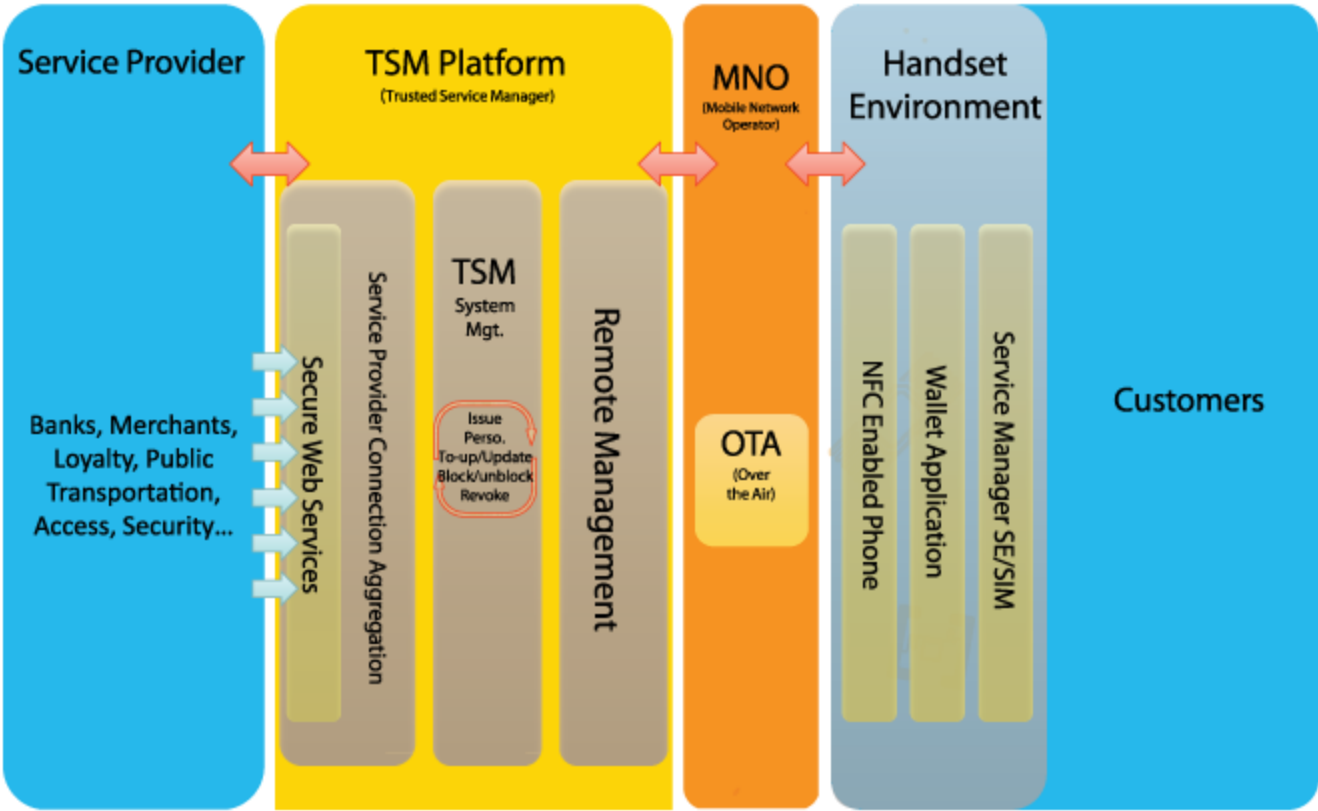 Service Provider
Banks, Merchants,
Loyalty, Public
Transportation,
Access, Security...
TSM Platform
(Trusted Service Manager)
Secure Web Services
Service Provider Connection Aggregation
TSM
System
Mgt.
Issue
Perso.
To-up/Update
Block/unblock
Revoke
Remote Management
MNO
(Mobile Network
Operator)
OTA
(Over
the Air)
Handset
Environment
NFC Enabled Phone
Wallet Application
Service Manager SE/SIM
Customers